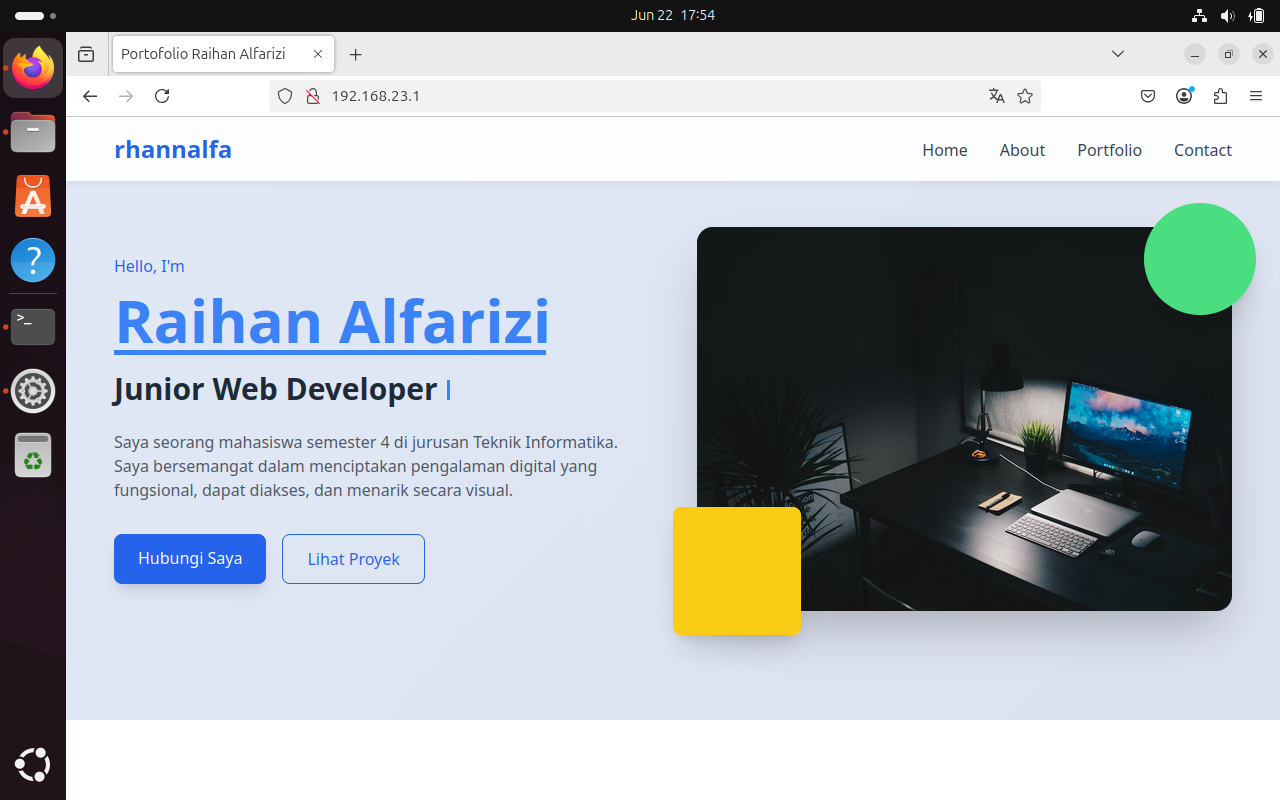 Jun 22 17:54
Portofolio Raihan Alfarizi
192.168.23.1
rhannalfa
Home
About
Portfolio
Contact
Hello, I'm
Raihan Alfarizi
Junior Web Developer
Saya seorang mahasiswa semester 4 di jurusan Teknik Informatika.
Saya bersemangat dalam menciptakan pengalaman digital yang
fungsional, dapat diakses, dan menarik secara visual.
Hubungi Saya
Lihat Proyek